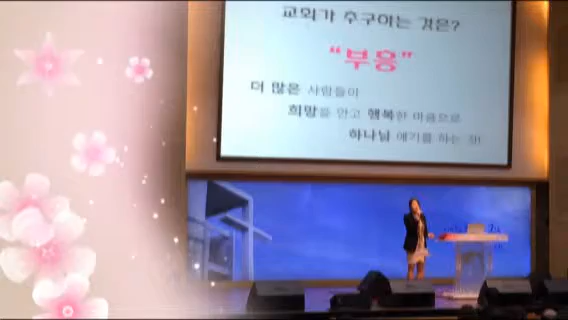 교회가 추구하는 것은?
“부흥”
더 많은 사람들이
희망을 안고 행복한 마음으로
하나님 얘기를 하는 것!